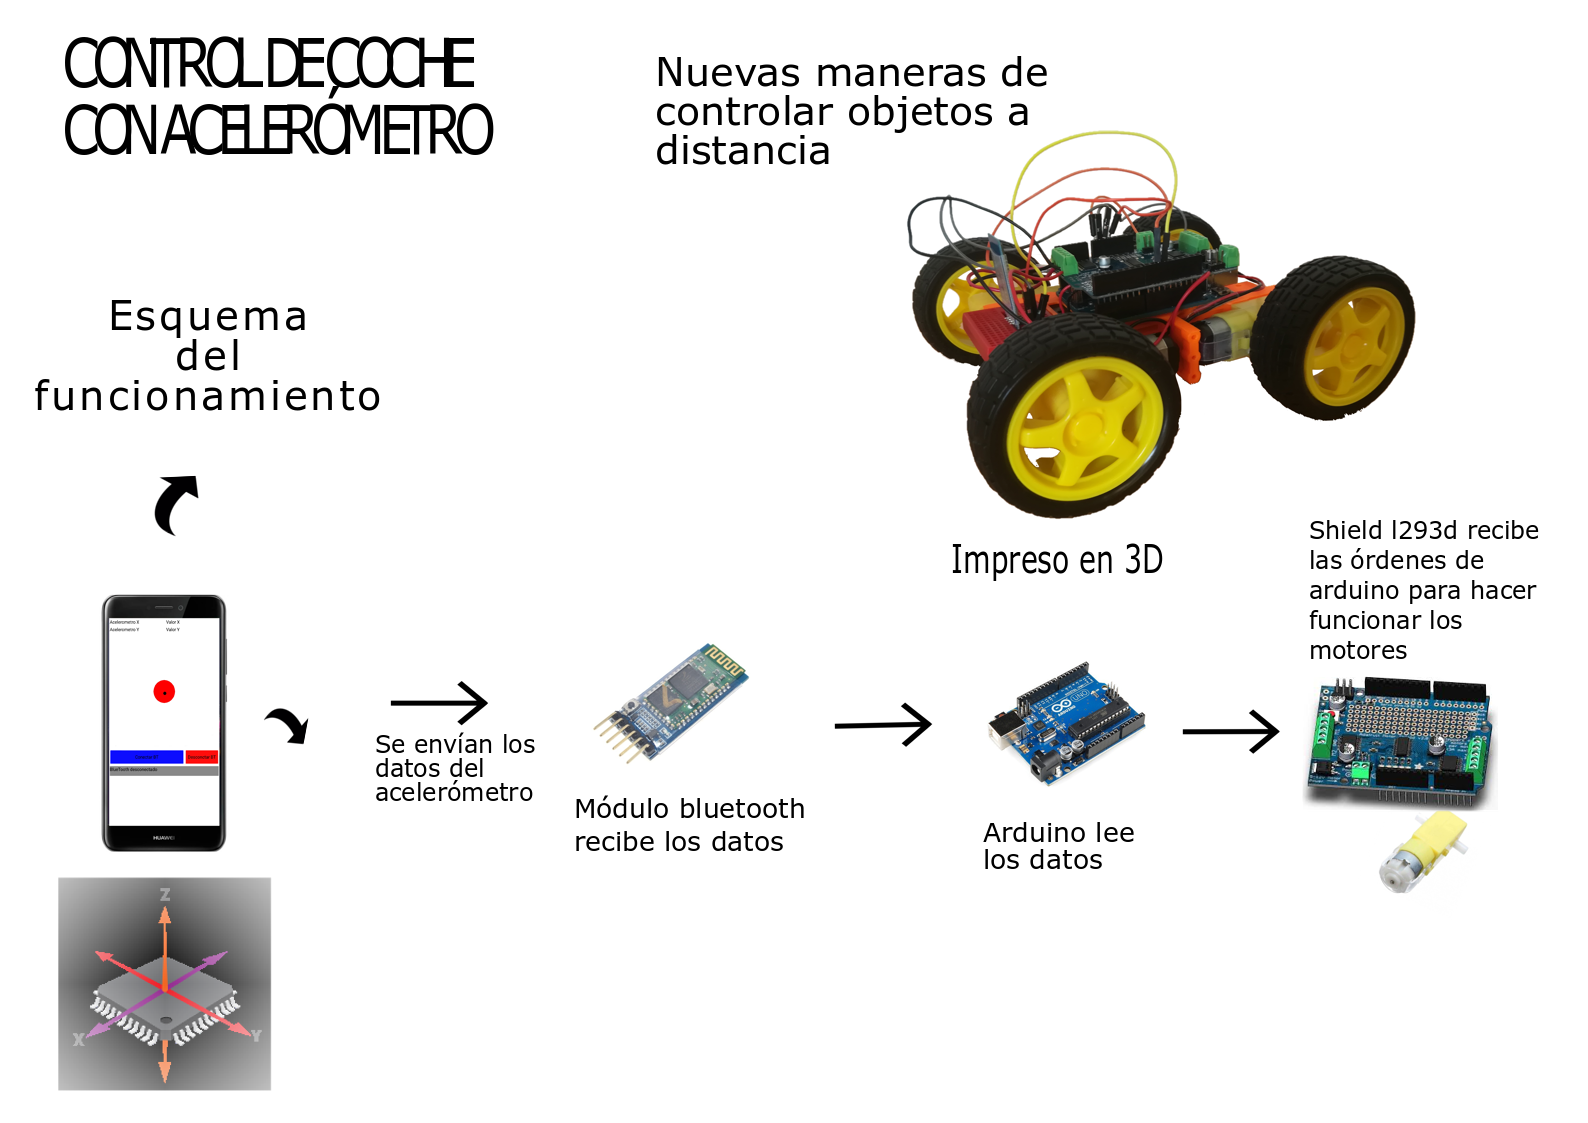 CONTROL DE COCHE
CON ACELERÓMETRO
Nuevas maneras de
controlar objetos a
distancia
Esquema
del
funcionamiento
Impreso en 3D
Shield l293d recibe
las órdenes de
arduino para hacer
funcionar los
motores
Acelerometro X Valor X
Acelerometro Y Valor Y
HUAWEI
Se envían los
datos del
acelerómetro
Módulo bluetooth
recibe los datos
UNO
Arduino lee
los datos
Z
X
Y